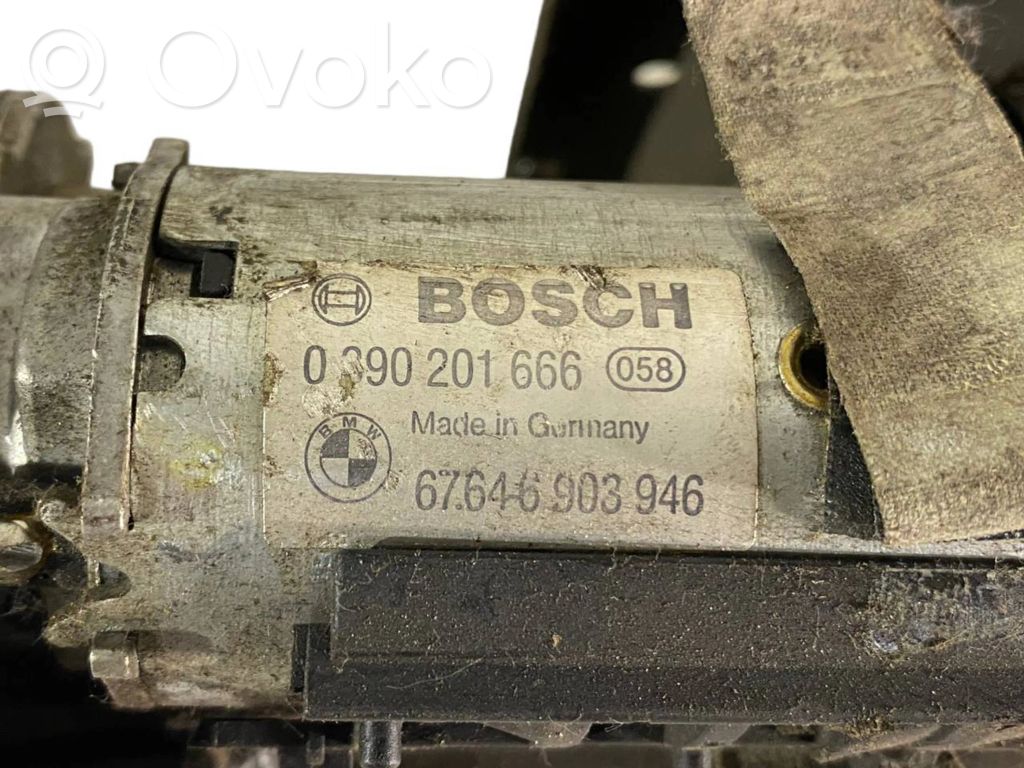 Ovoko
BOSCH
0 390 201 666 058
Made in Germany
BMW
67.64-6 903 946